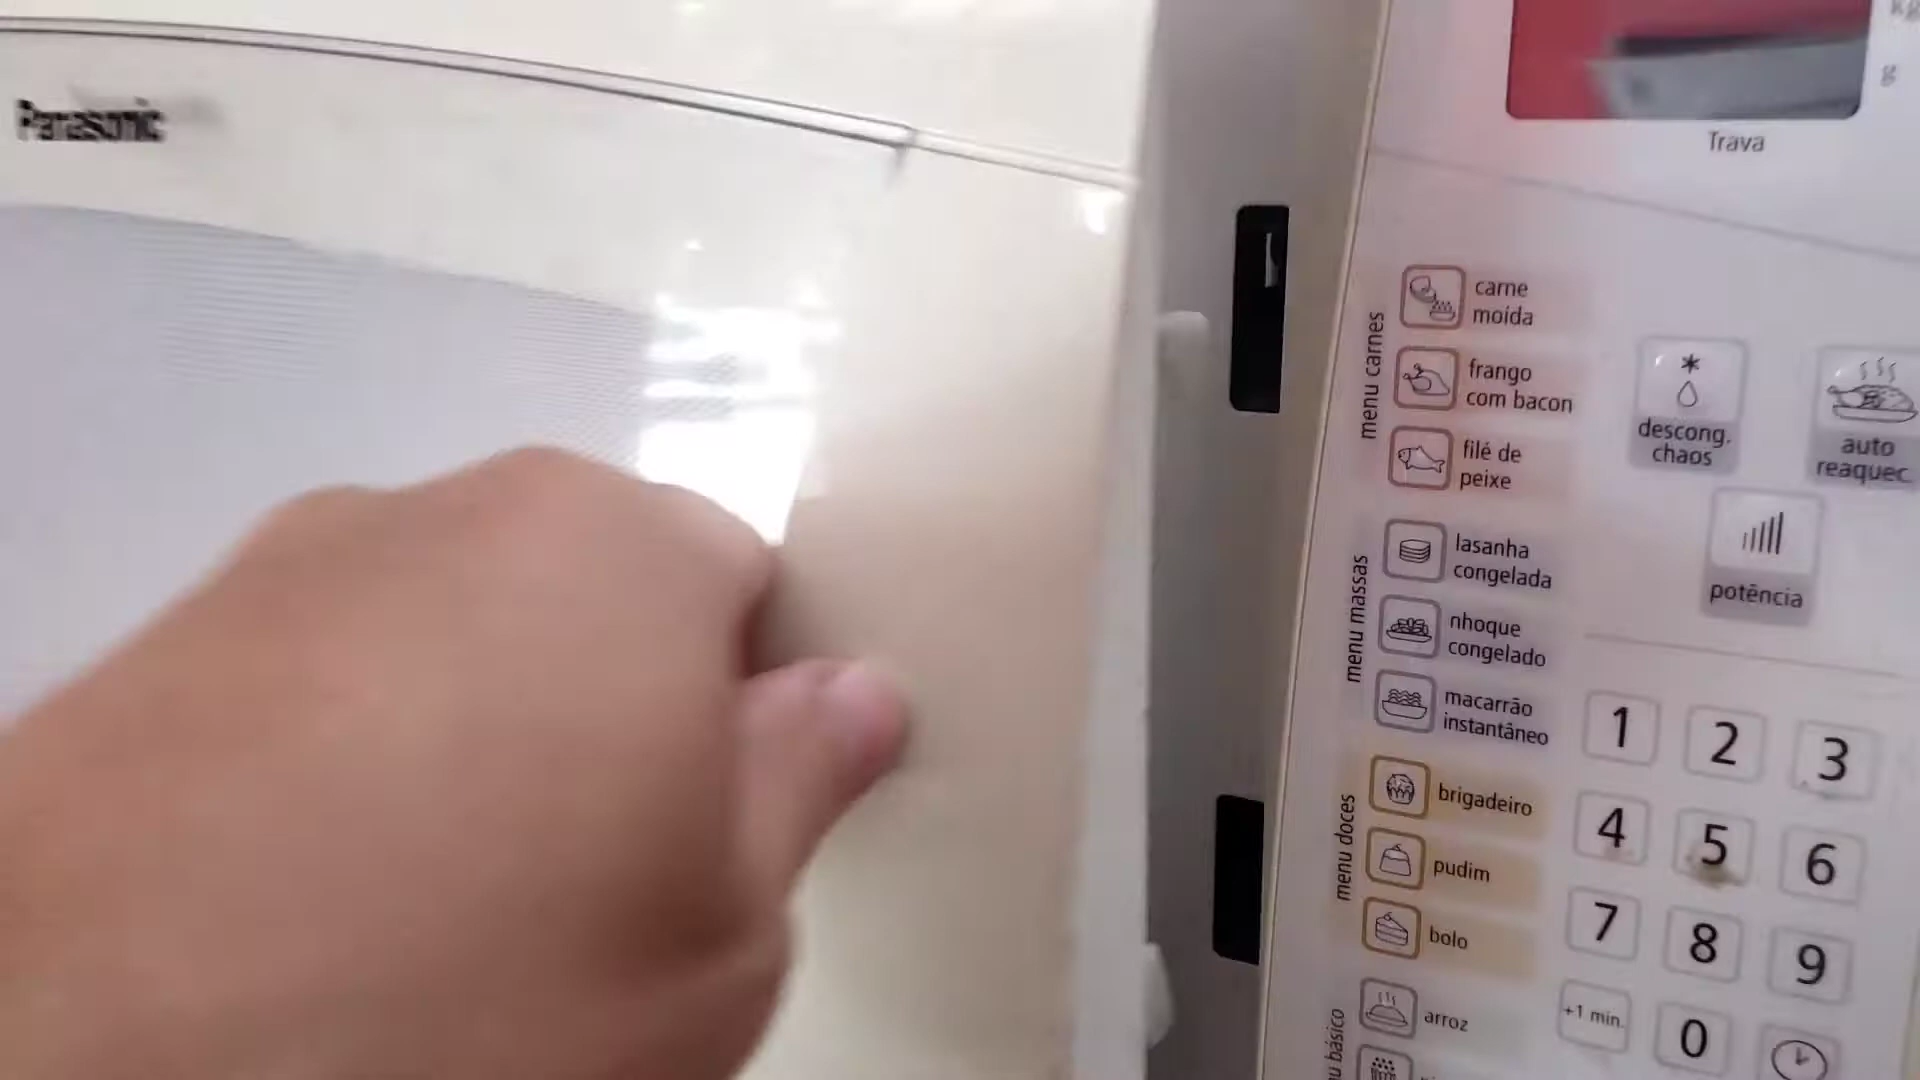 Panasonic
kg
g
Trava
menu carnes
carne
moída
frango
com bacon
filé de
peixe
descong.
chaos
auto
reaquec.
potência
menu massas
lasanha
congelada
nhoque
congelado
macarrão
instantâneo
menu doces
brigadeiro
pudim
bolo
básico
arroz
1 2 3
4 5 6
7 8 9
+1 min. 0